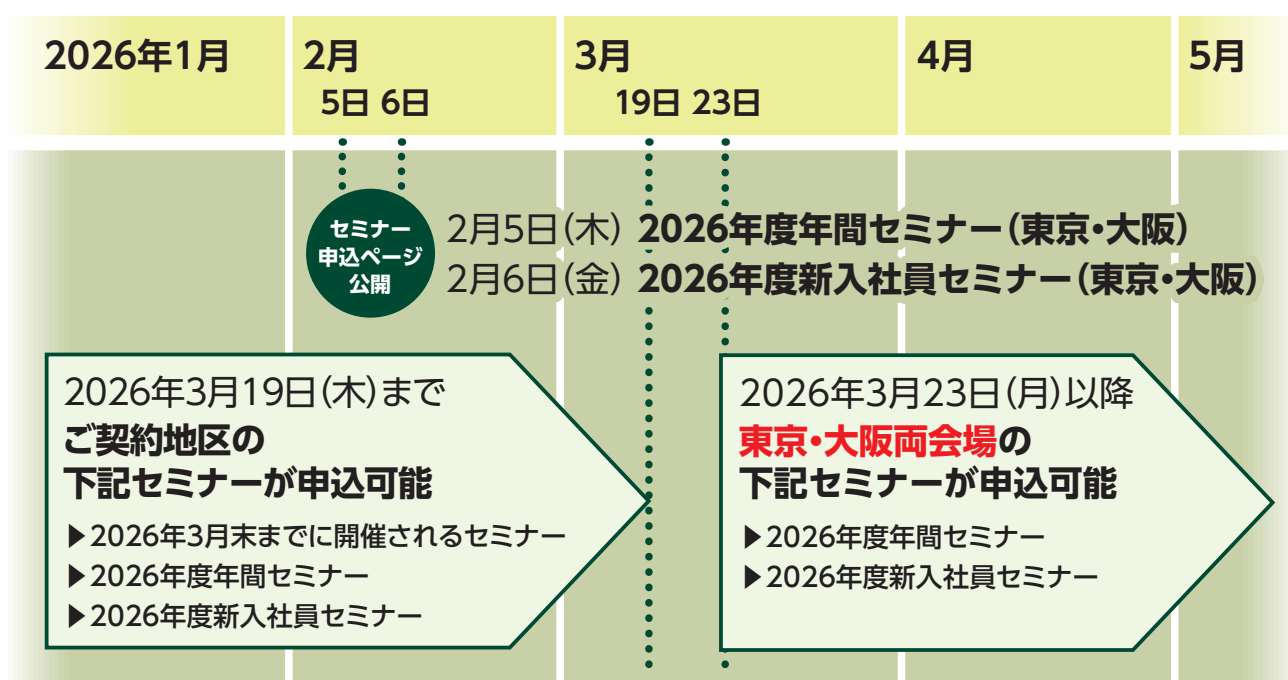 2026年1月
2月
3月
4月
5月
5日 6日
19日 23日
セミナー
申込ページ
公開
2月5日(木) 2026年度年間セミナー(東京・大阪)
2月6日(金) 2026年度新入社員セミナー(東京・大阪)
2026年3月19日(木)まで
ご契約地区の
下記セミナーが申込可能
▶2026年3月末までに開催されるセミナー
▶2026年度年間セミナー
▶2026年度新入社員セミナー
2026年3月23日(月)以降
東京・大阪両会場の
下記セミナーが申込可能
▶2026年度年間セミナー
▶2026年度新入社員セミナー